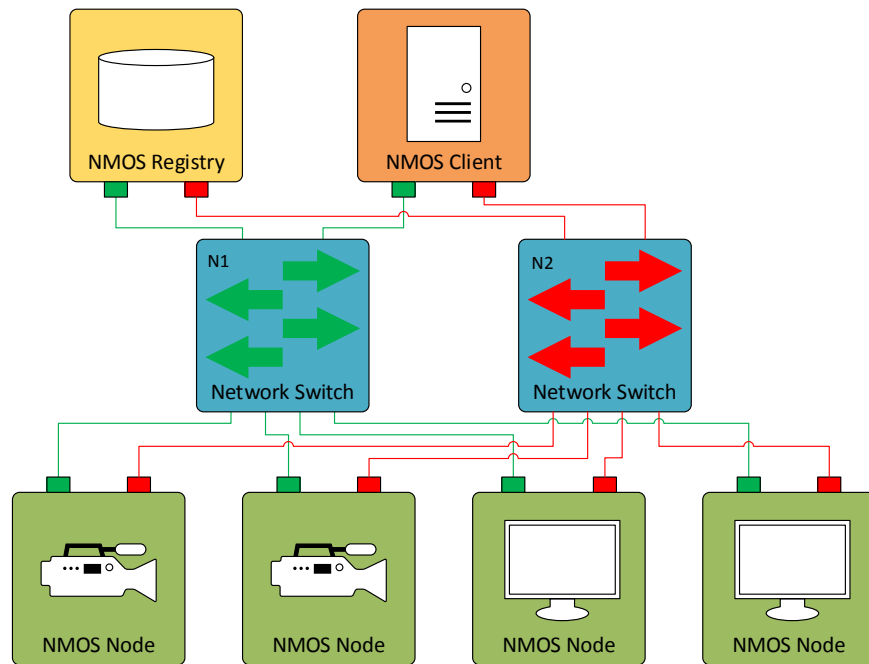 NMOS Registry
NMOS Client
N1
N2
Network Switch
Network Switch
NMOS Node
NMOS Node
NMOS Node
NMOS Node